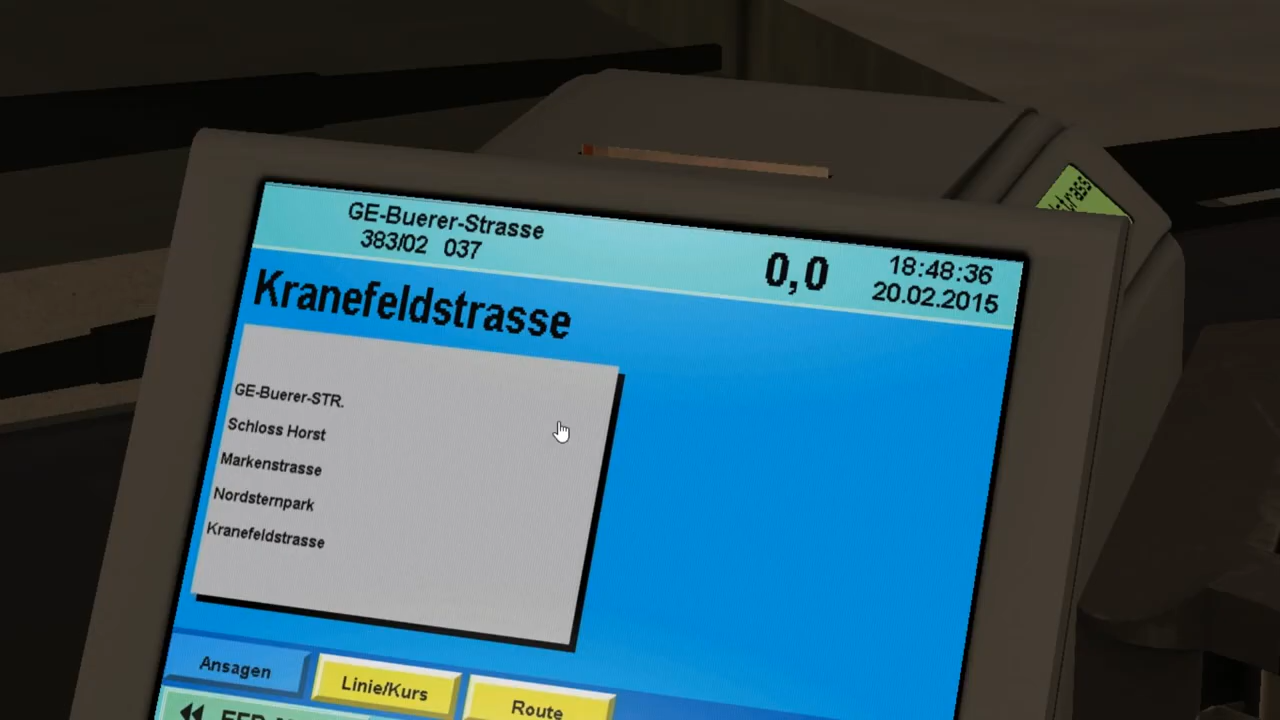 GE-Buerer-Strasse
383/02 037
0,0
18:48:36
20.02.2015
Kranefeldstrasse
GE-Buerer-STR.
Schloss Horst
Markenstrasse
Nordsternpark
Kranefeldstrasse
Ansagen
Linie/Kurs
Route